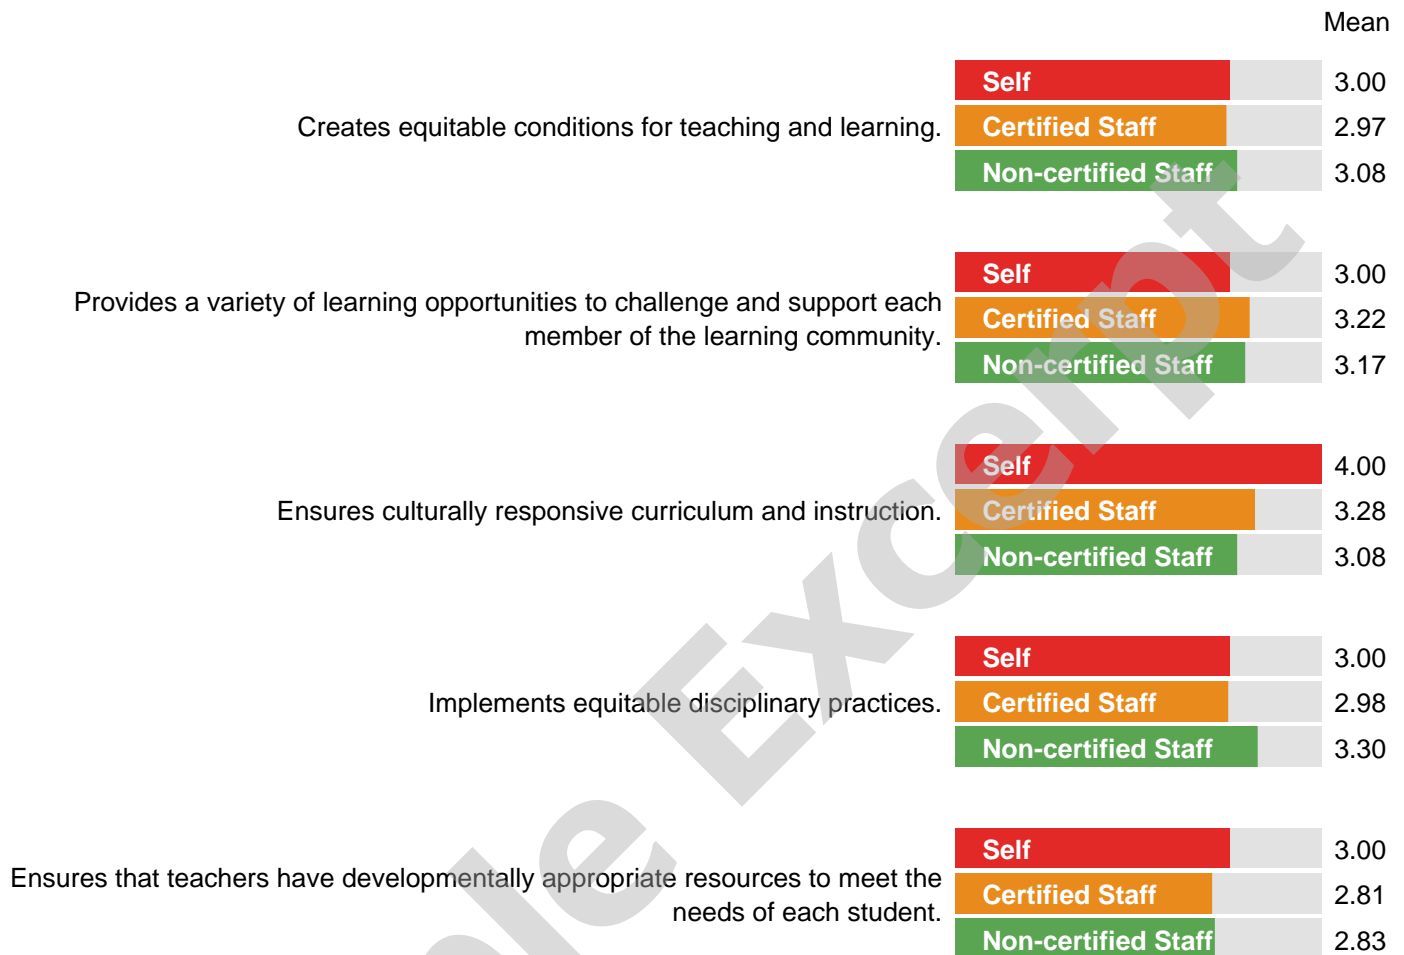 Mean
Self 3.00
Creates equitable conditions for teaching and learning. Certified Staff 2.97
Non-certified Staff 3.08
Self 3.00
Provides a variety of learning opportunities to challenge and support each
member of the learning community.
Certified Staff 3.22
Non-certified Staff 3.17
Self 4.00
Ensures culturally responsive curriculum and instruction. Certified Staff 3.28
Non-certified Staff 3.08
Self 3.00
Implements equitable disciplinary practices. Certified Staff 2.98
Non-certified Staff 3.30
Self 3.00
Ensures that teachers have developmentally appropriate resources to meet the
needs of each student.
Certified Staff 2.81
Non-certified Staff 2.83
Excerpt